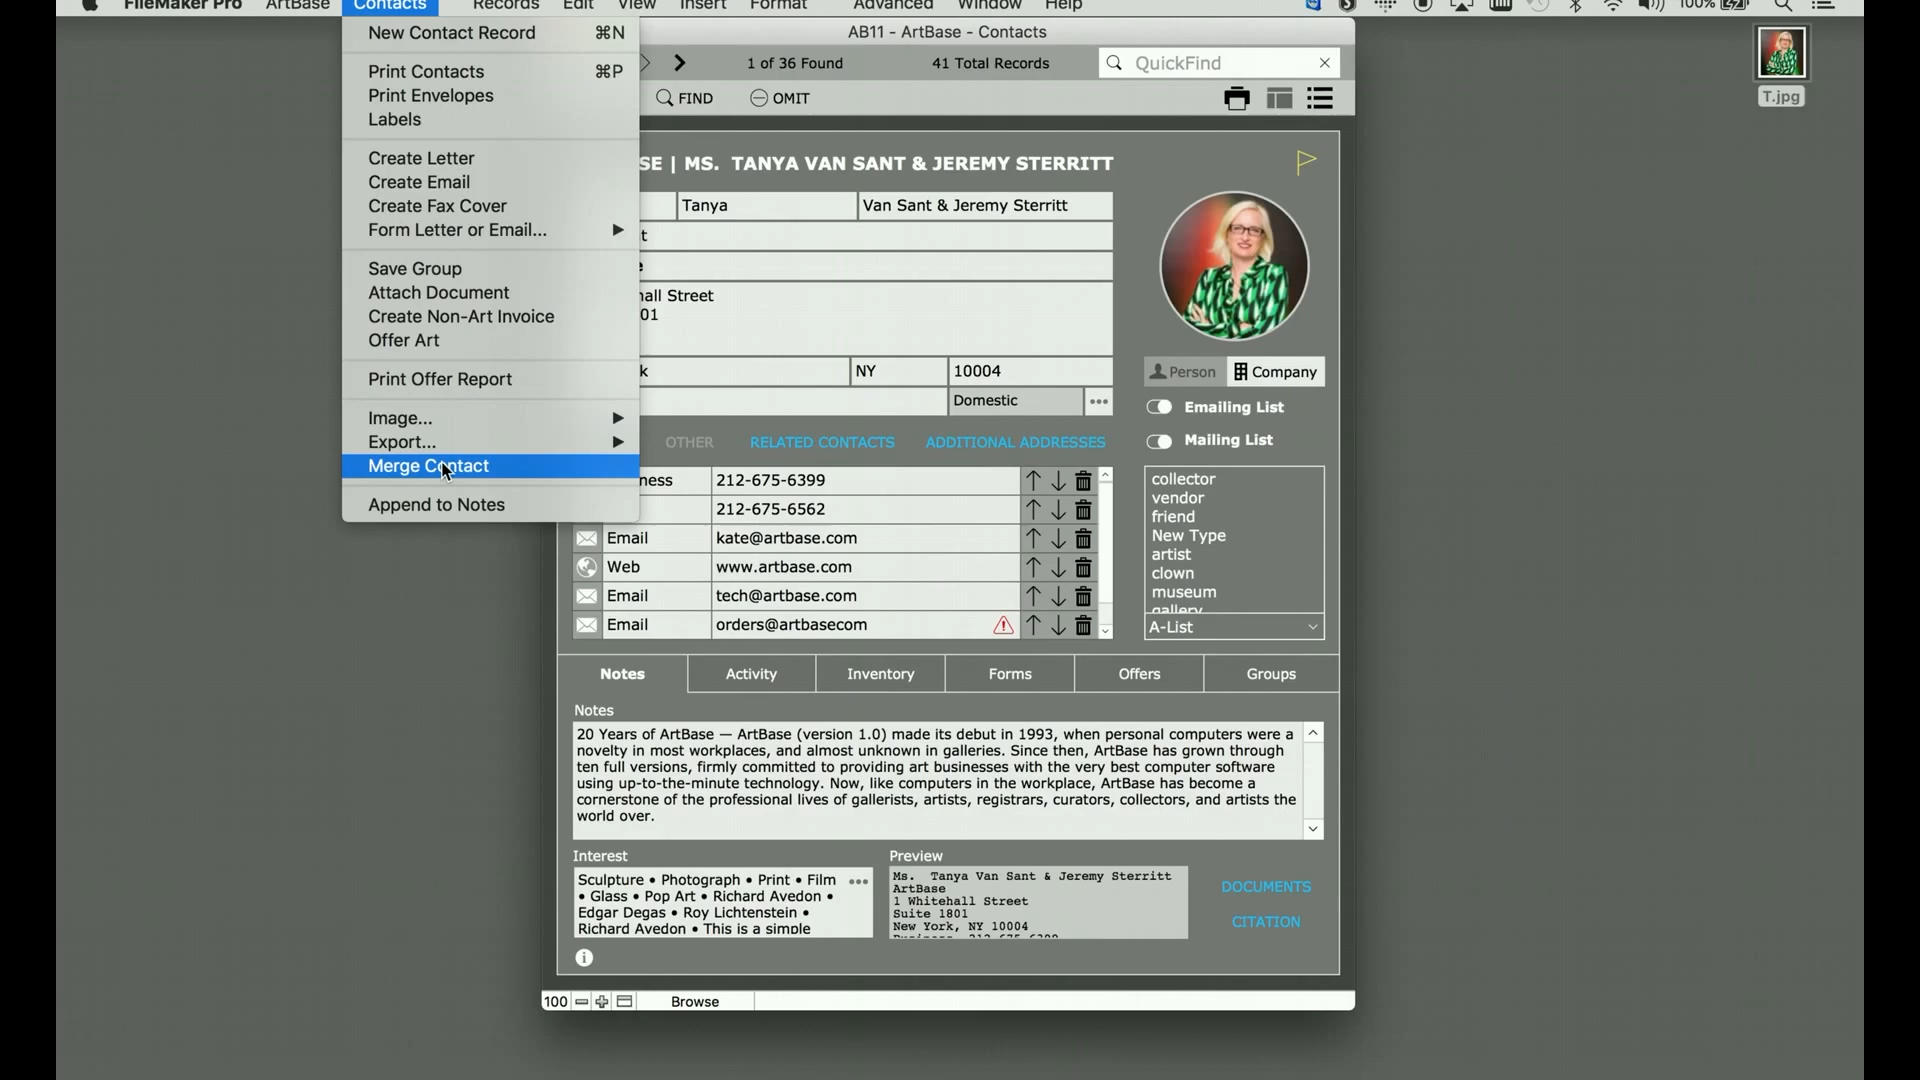 FileMaker Pro ArtBase Contacts Records Edit View Insert Format Advanced Window Help 100%
New Contact Record ⌘N
Print Contacts ⌘P
Print Envelopes
Labels
Create Letter
Create Email
Create Fax Cover
Form Letter or Email...
Save Group
Attach Document
Create Non-Art Invoice
Offer Art
Print Offer Report
Image...
Export...
Merge Contact
Append to Notes
AB11 - ArtBase - Contacts
1 of 36 Found 41 Total Records QuickFind
FIND OMIT
T.jpg
SE | MS. TANYA VAN SANT & JEREMY STERRITT
Tanya Van Sant & Jeremy Sterritt
t
e
hall Street
01
k NY 10004
Domestic
Person Company
Emailing List
Mailing List
OTHER RELATED CONTACTS ADDITIONAL ADDRESSES
ness 212-675-6399
212-675-6562
Email kate@artbase.com
Web www.artbase.com
Email tech@artbase.com
Email orders@artbasecom
collector
vendor
friend
New Type
artist
clown
museum
gallery
A-List
Notes Activity Inventory Forms Offers Groups
Notes
20 Years of ArtBase — ArtBase (version 1.0) made its debut in 1993, when personal computers were a
novelty in most workplaces, and almost unknown in galleries. Since then, ArtBase has grown through
ten full versions, firmly committed to providing art businesses with the very best computer software
using up-to-the-minute technology. Now, like computers in the workplace, ArtBase has become a
cornerstone of the professional lives of gallerists, artists, registrars, curators, collectors, and artists the
world over.
Interest
Sculpture • Photograph • Print • Film
• Glass • Pop Art • Richard Avedon •
Edgar Degas • Roy Lichtenstein •
Richard Avedon • This is a simple
Preview
Ms. Tanya Van Sant & Jeremy Sterritt
ArtBase
1 Whitehall Street
Suite 1801
New York, NY 10004
Business 212-675-6399
DOCUMENTS
CITATION
100 Browse